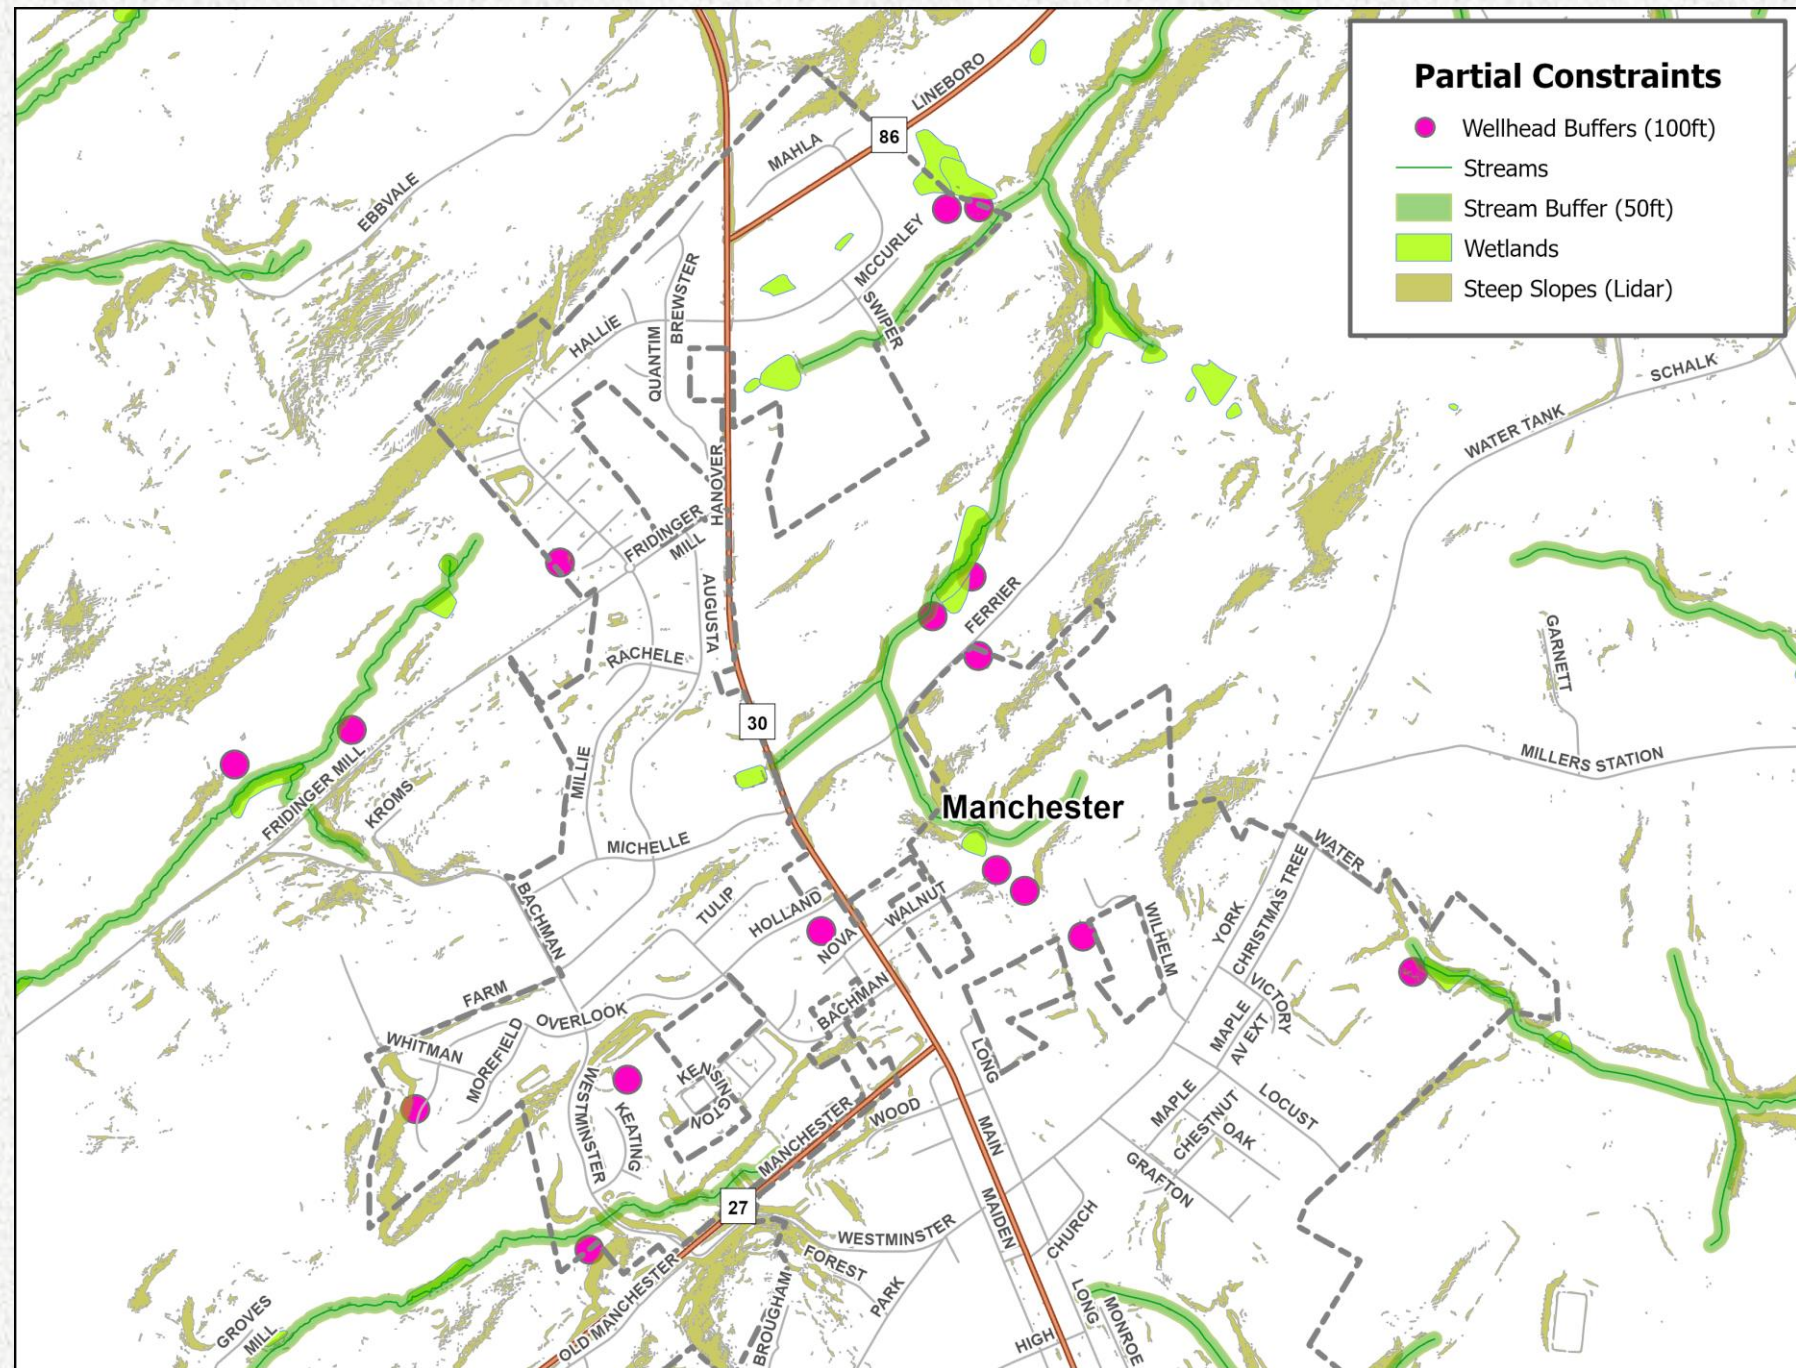 Partial Constraints
Wellhead Buffers (100ft)
Streams
Stream Buffer (50ft)
Wetlands
Steep Slopes (Lidar)
LINEBORO
86
MAHLA
EBBVALE
MCCURLEY
BREWSTER
SWIPER
HALLIE
QUANTIM
SCHALK
WATER TANK
HANOVER
FRIDINGER
MILL
AUGUSTA
FERRIER
GARNETT
RACHELE
30
MILLERS STATION
MILLIE
FRIDINGER MILL
KROMS
Manchester
MICHELLE
WATER
CHRISTMAS TREE
BACHMAN
TULIP
HOLLAND
WALNUT
NOVA
WILHELM
YORK
FARM
BACHMAN
VICTORY
OVERLOOK
WHITMAN
MOREFIELD
MAPLE
AV EXT
LONG
KENSINGTON
WESTMINSTER
KEATING
MANCHESTER
WOOD
MAPLE
LOCUST
CHESTNUT
OAK
MAIN
GRAFTON
27
MAIDEN
CHURCH
WESTMINSTER
FOREST
PARK
OLD MANCHESTER
BROUGHAM
GROVES
MILL
LONG
MONROE
HIGH